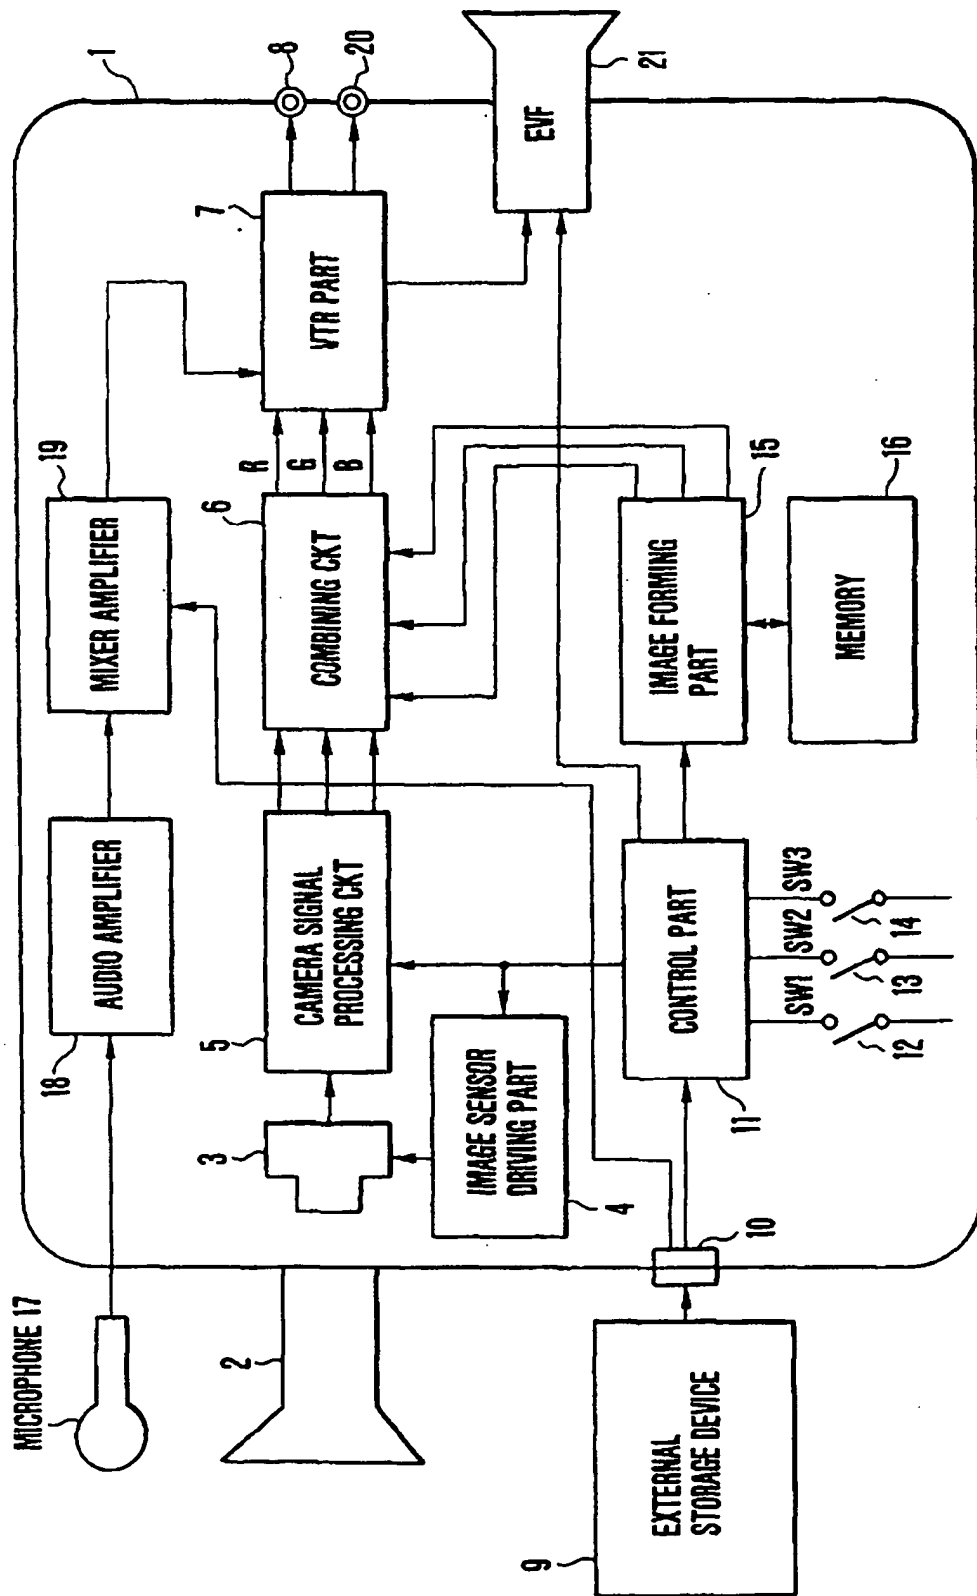 MICROPHONE 17
18
AUDIO AMPLIFIER
19
MIXER AMPLIFIER
1
2
3
5
CAMERA SIGNAL
PROCESSING CKT
6
COMBINING CKT
R
G
B
7
VTR PART
8
20
4
IMAGE SENSOR
DRIVING PART
EVF
21
9
EXTERNAL
STORAGE DEVICE
10
11
CONTROL PART
SW1
SW2
SW3
12
13
14
15
IMAGE FORMING
PART
16
MEMORY